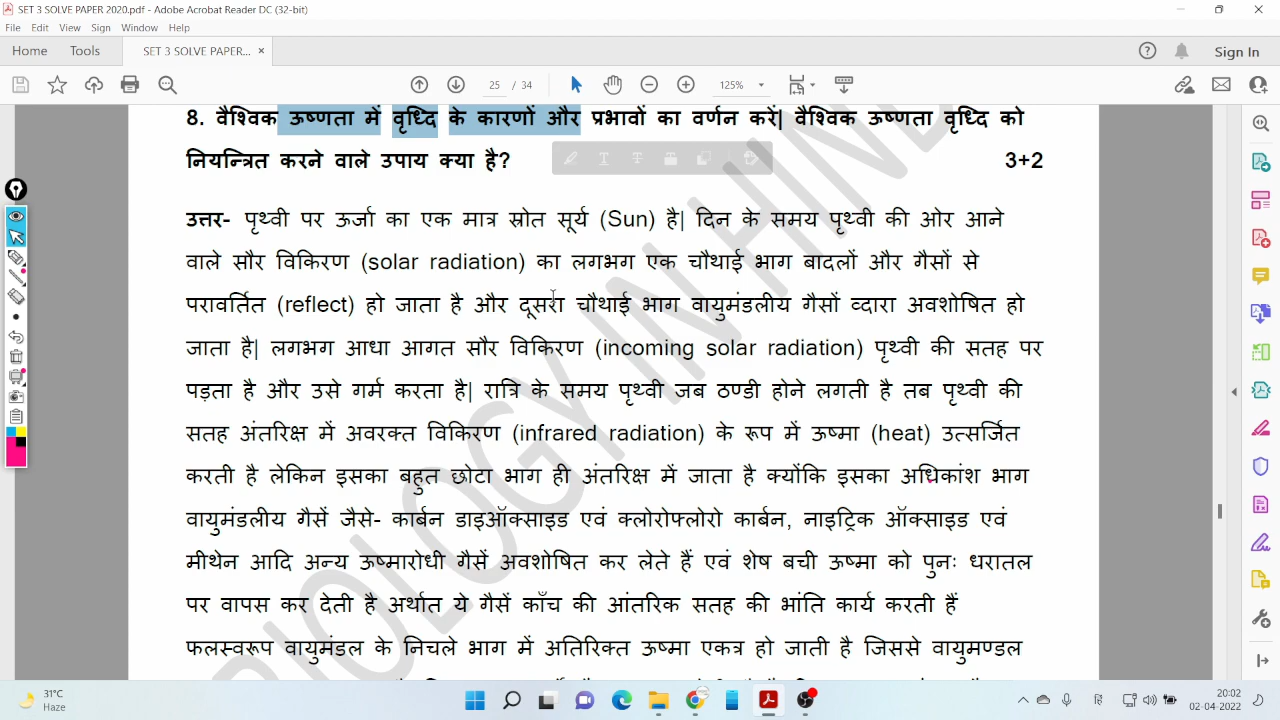 SET 3 SOLVE PAPER 2020.pdf - Adobe Acrobat Reader DC (32-bit)
File Edit View Sign Window Help
Home Tools SET 3 SOLVE PAPER... × Sign In
25 / 34 125%
8. वैश्विक ऊष्णता में वृध्दि के कारणों और प्रभावों का वर्णन करें| वैश्विक ऊष्णता वृध्दि को
नियन्त्रित करने वाले उपाय क्या है? 3+2
उत्तर- पृथ्वी पर ऊर्जा का एक मात्र स्रोत सूर्य (Sun) है| दिन के समय पृथ्वी की ओर आने
वाले सौर विकिरण (solar radiation) का लगभग एक चौथाई भाग बादलों और गैसों से
परावर्तित (reflect) हो जाता है और दूसरा चौथाई भाग वायुमंडलीय गैसों व्दारा अवशोषित हो
जाता है| लगभग आधा आगत सौर विकिरण (incoming solar radiation) पृथ्वी की सतह पर
पड़ता है और उसे गर्म करता है| रात्रि के समय पृथ्वी जब ठण्डी होने लगती है तब पृथ्वी की
सतह अंतरिक्ष में अवरक्त विकिरण (infrared radiation) के रूप में ऊष्मा (heat) उत्सर्जित
करती है लेकिन इसका बहुत छोटा भाग ही अंतरिक्ष में जाता है क्योंकि इसका अधिकांश भाग
वायुमंडलीय गैसें जैसे- कार्बन डाइऑक्साइड एवं क्लोरोफ्लोरो कार्बन, नाइट्रिक ऑक्साइड एवं
मीथेन आदि अन्य ऊष्मारोधी गैसें अवशोषित कर लेते हैं एवं शेष बची ऊष्मा को पुनः धरातल
पर वापस कर देती है अर्थात ये गैसें काँच की आंतरिक सतह की भांति कार्य करती हैं
फलस्वरूप वायुमंडल के निचले भाग में अतिरिक्त ऊष्मा एकत्र हो जाती है जिससे वायुमण्डल
BIOLOGY IN HIND
31°C
Haze
20:02
02-04-2022